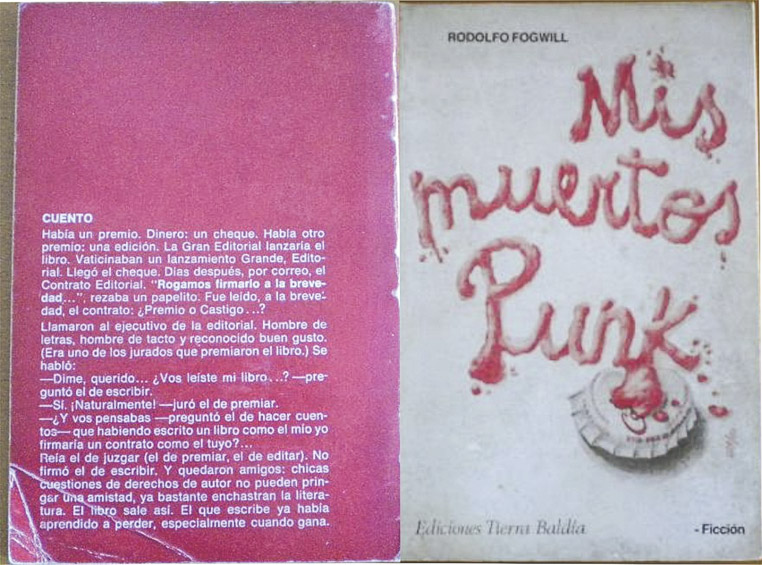 CUENTO
Había un premio. Dinero: un cheque. Había otro
premio: una edición. La Gran Editorial lanzaría el
libro. Vaticinaban un lanzamiento Grande, Edito-
rial. Llegó el cheque. Días después, por correo, el
Contrato Editorial. "Rogamos firmarlo a la breve-
dad...", rezaba un papelito. Fue leído, a la breve-
dad, el contrato: ¿Premio o Castigo...?
Llamaron al ejecutivo de la editorial. Hombre de
letras, hombre de tacto y reconocido buen gusto.
(Era uno de los jurados que premiaron el libro.) Se
habló:
—Dime, querido... ¿Vos leíste mi libro...? —pre-
guntó el de escribir.
—Sí. ¡Naturalmente! —juró el de premiar.
—¿Y vos pensabas —preguntó el de hacer cuen-
tos— que habiendo escrito un libro como el mío yo
firmaría un contrato como el tuyo?...
Reía el de juzgar (el de premiar, el de editar). No
firmó el de escribir. Y quedaron amigos: chicas
cuestiones de derechos de autor no pueden prin-
gar una amistad, ya bastante enchastran la litera-
tura. El libro sale así. El que escribe ya había
aprendido a perder, especialmente cuando gana.
RODOLFO FOGWILL
Mis
muertos
Punk
Ediciones Tierra Baldía
- Ficción